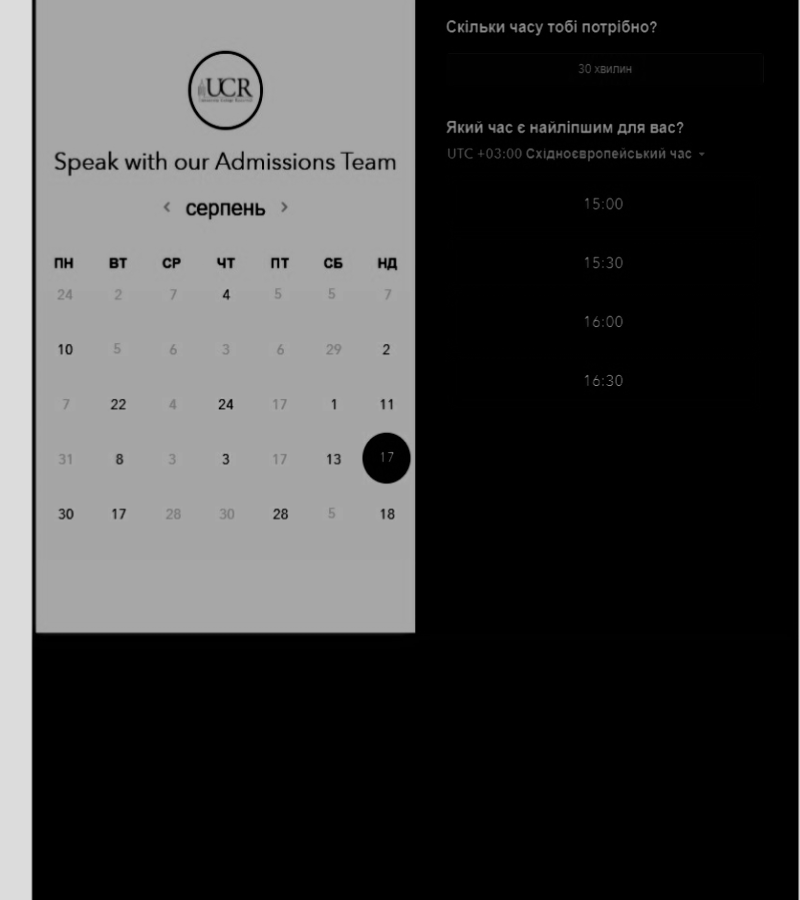 UCR
Speak with our Admissions Team
< серпень >
ПН ВТ СР ЧТ ПТ СБ НД
24 2 7 4 5 5 7
10 5 6 3 6 29 2
7 22 4 24 17 1 11
31 8 3 3 17 13 17
30 17 28 30 28 5 18
Скільки часу тобі потрібно?
30 хвилин
Який час є найліпшим для вас?
UTC +03:00 Східноєвропейський час
15:00
15:30
16:00
16:30